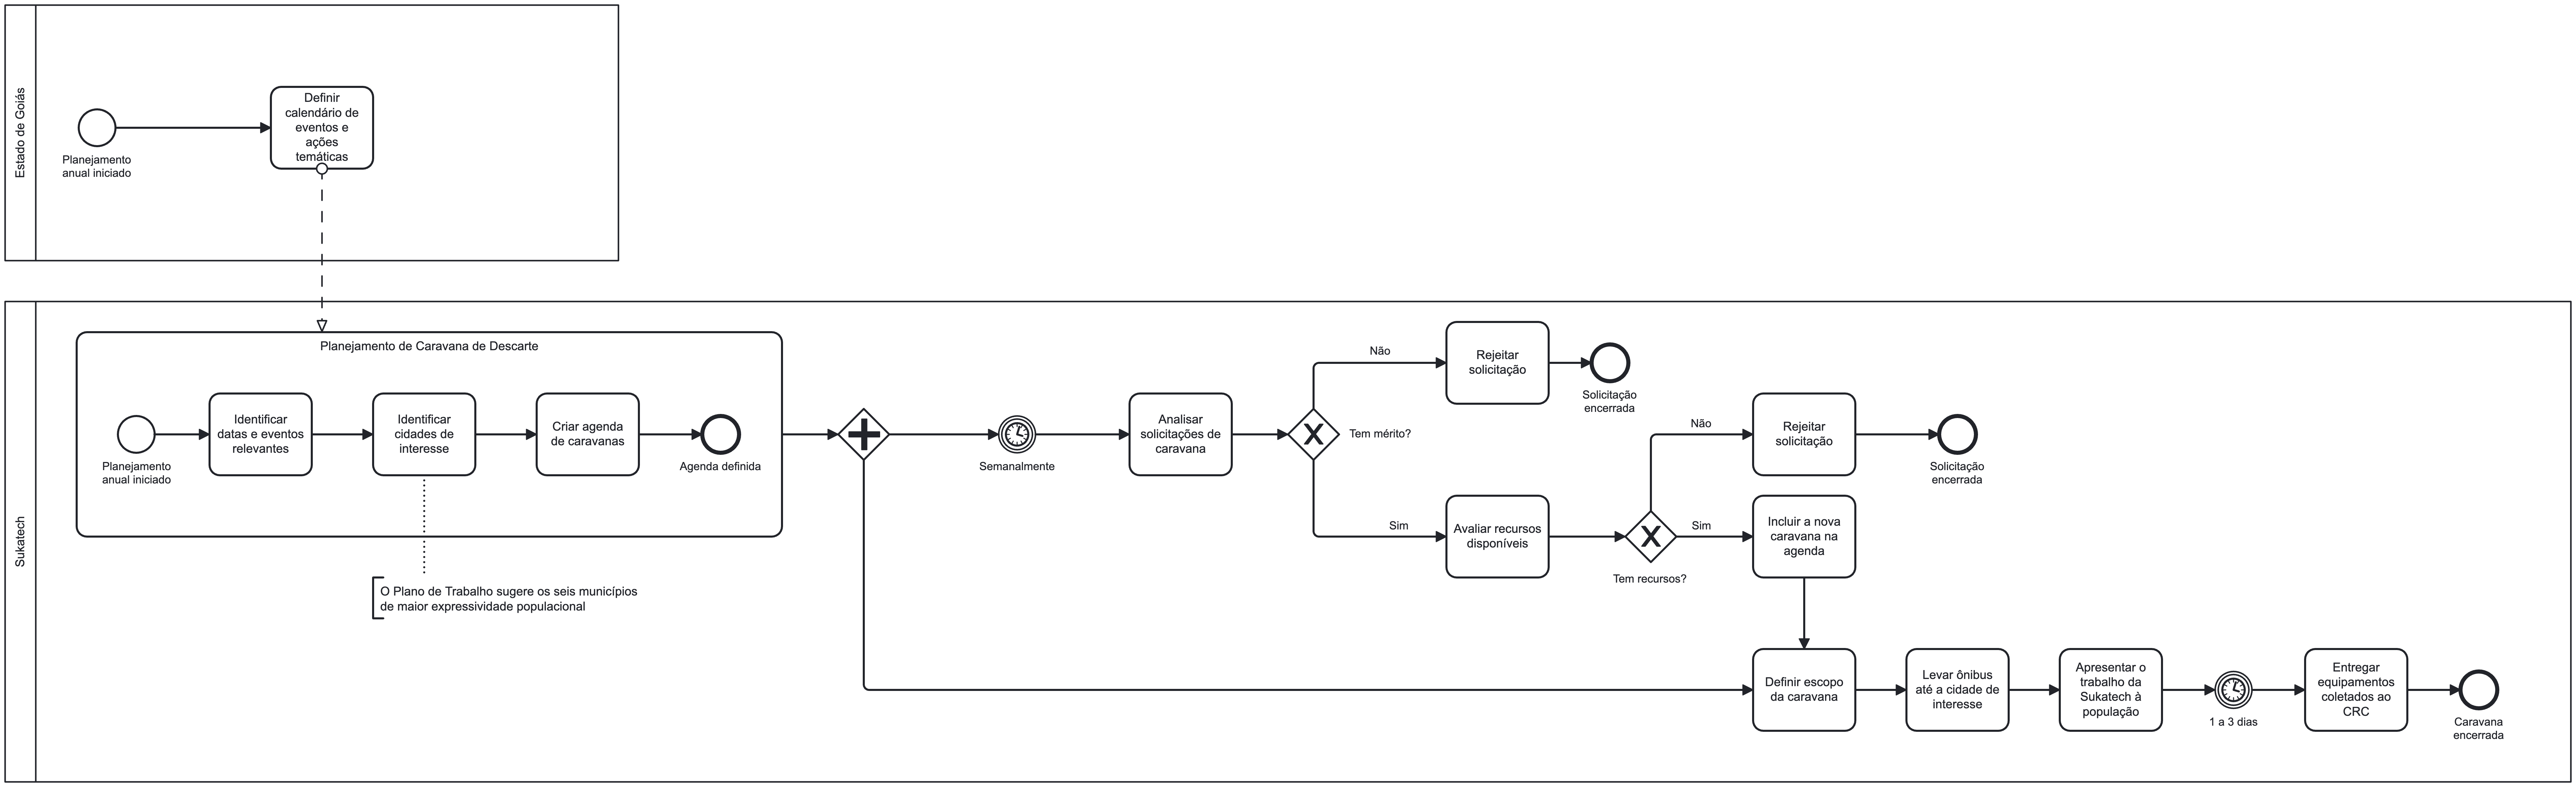 Estado de Goiás
Planejamento
anual iniciado
Definir
calendário de
eventos e
ações
temáticas
Sukatech
Planejamento de Caravana de Descarte
Planejamento
anual iniciado
Identificar
datas e eventos
relevantes
Identificar
cidades de
interesse
Criar agenda
de caravanas
Agenda definida
O Plano de Trabalho sugere os seis municípios
de maior expressividade populacional
Semanalmente
Analisar
solicitações de
caravana
Tem mérito?
Não
Rejeitar
solicitação
Solicitação
encerrada
Sim
Avaliar recursos
disponíveis
Tem recursos?
Não
Rejeitar
solicitação
Solicitação
encerrada
Sim
Incluir a nova
caravana na
agenda
Definir escopo
da caravana
Levar ônibus
até a cidade de
interesse
Apresentar o
trabalho da
Sukatech à
população
1 a 3 dias
Entregar
equipamentos
coletados ao
CRC
Caravana
encerrada